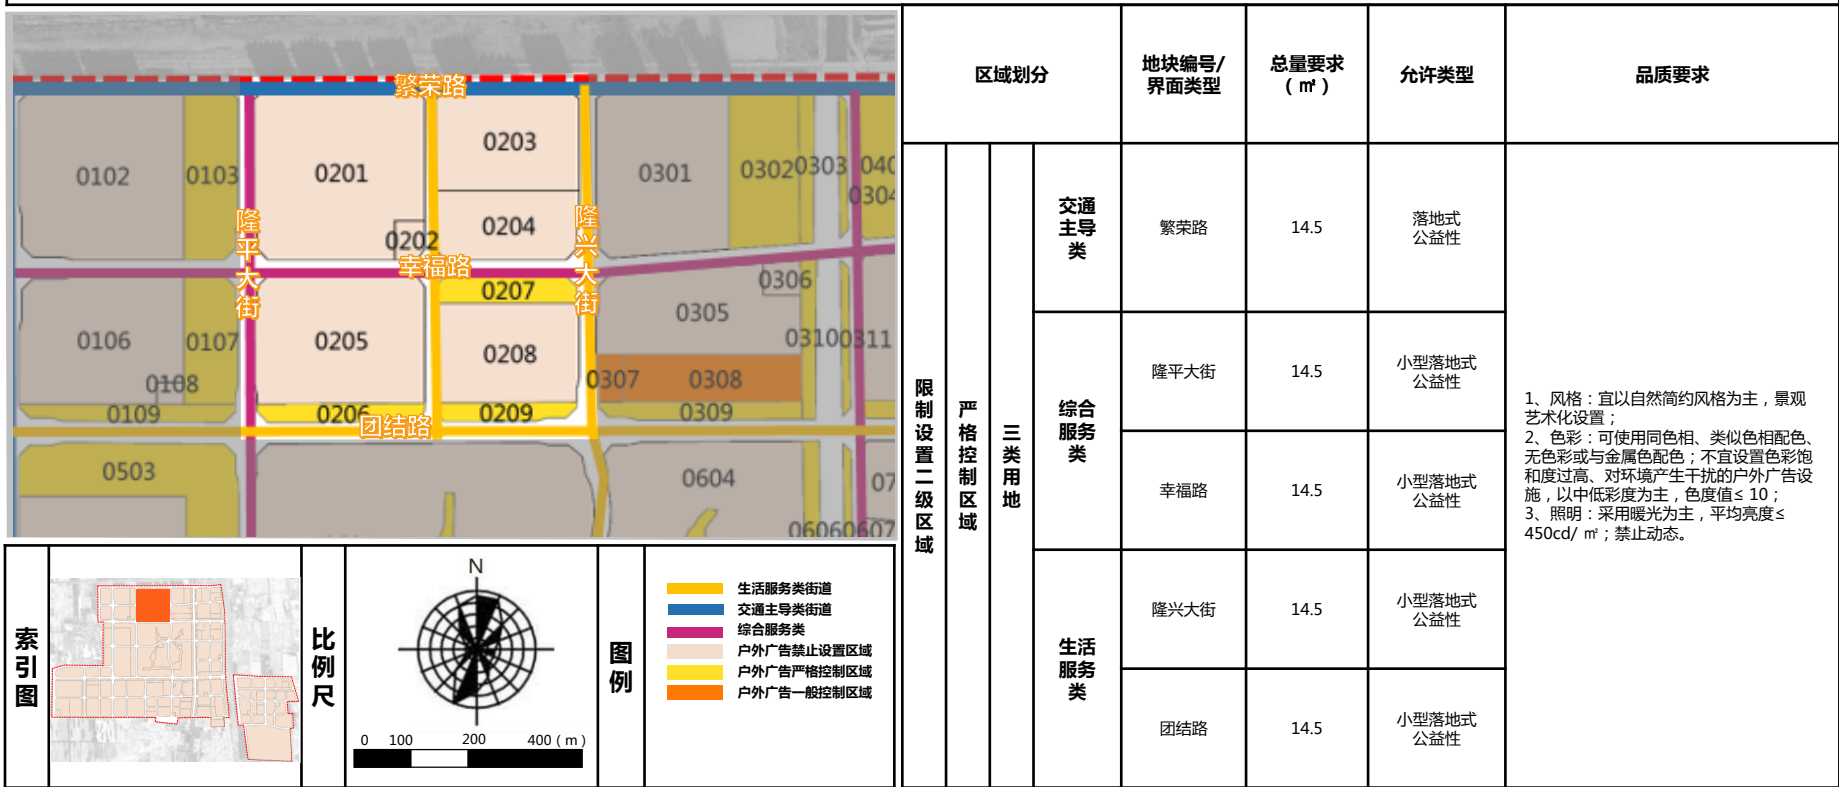 繁荣路
0203
0102
0103
0201
0301
0302
0303
040
0304
隆平大街
隆兴大街
0202
0204
幸福路
0207
0306
0305
0106
0107
0205
0208
0310
0311
0108
0307
0308
0109
0206
0209
0309
团结路
0503
0604
07
0606
0607
索引图
比例尺
N
0 100 200 400（m）
图例
生活服务类街道
交通主导类街道
综合服务类
户外广告禁止设置区域
户外广告严格控制区域
户外广告一般控制区域
区域划分
地块编号/
界面类型
总量要求
（㎡）
允许类型
品质要求
限制设置二级区域
严格控制区域
三类用地
交通
主导
类
繁荣路
14.5
落地式
公益性
综合
服务
类
隆平大街
14.5
小型落地式
公益性
幸福路
14.5
小型落地式
公益性
生活
服务
类
隆兴大街
14.5
小型落地式
公益性
团结路
14.5
小型落地式
公益性
1、风格：宜以自然简约风格为主，景观
艺术化设置；
2、色彩：可使用同色相、类似色相配色、
无色彩或与金属色配色；不宜设置色彩饱
和度过高、对环境产生干扰的户外广告设
施，以中低彩度为主，色度值≤ 10；
3、照明：采用暖光为主，平均亮度≤
450cd/ ㎡；禁止动态。